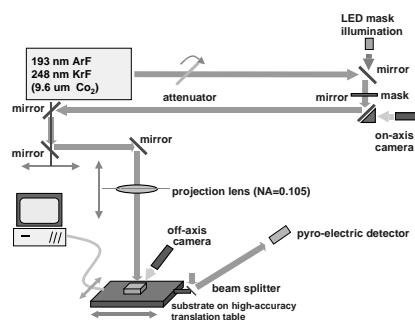 LED mask
illumination
193 nm ArF
248 nm KrF
(9.6 um Co₂)
mirror
attenuator
mirror
mirror
mask
on-axis
camera
mirror
mirror
projection lens (NA=0.105)
off-axis
camera
pyro-electric detector
beam splitter
substrate on high-accuracy
translation table